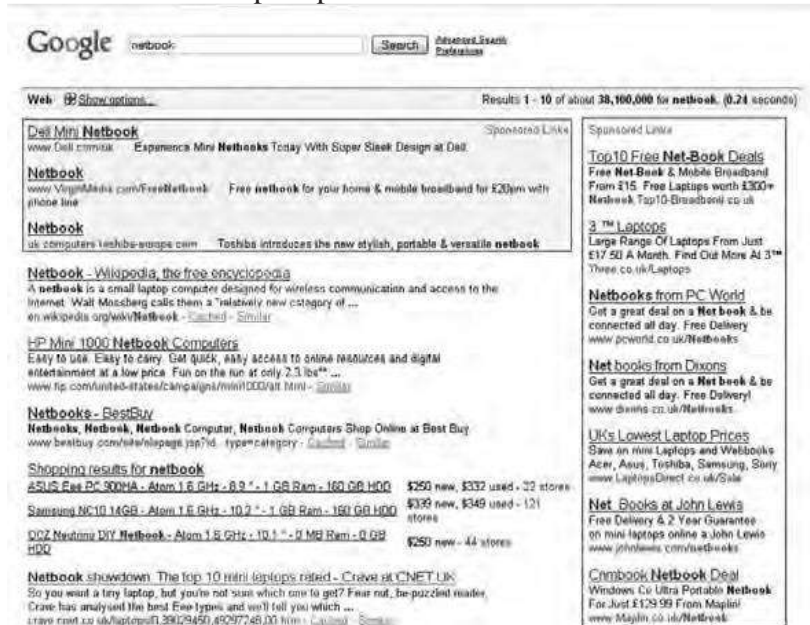 Google netbook Search Advanced Search
Preferences
Web Show options... Results 1 - 10 of about 38,100,000 for netbook. (0.24 seconds)
Dell Mini Netbook Sponsored Links
www.Dell.com/uk Experience Mini Netbooks Today With Super Sleek Design at Dell
Netbook
www.VirginMedia.com/FreeNetbook Free netbook for your home & mobile broadband for £20pm with
phone line
Netbook
uk.computers.toshiba-europe.com Toshiba introduces the new stylish, portable & versatile netbook
Netbook - Wikipedia, the free encyclopedia
A netbook is a small laptop computer designed for wireless communication and access to the
Internet. Walt Mossberg calls them a "relatively new category of ...
en.wikipedia.org/wiki/Netbook - Cached - Similar
HP Mini 1000 Netbook Computers
Easy to use. Easy to carry. Get quick, easy access to online resources and digital
entertainment at a low price. Fun on the run at only 2.3 lbs** ...
www.hp.com/united-states/campaigns/mini1000/alt.html - Similar
Netbooks - BestBuy
Netbooks, Netbook, Netbook Computer, Netbook Computers Shop Online at Best Buy
www.bestbuy.com/site/olspage.jsp?id... type=category - Cached - Similar
Shopping results for netbook
ASUS Eee PC 900HA - Atom 1.6 GHz - 8.9 " - 1 GB Ram - 160 GB HDD $250 new, $332 used - 22 stores
Samsung NC10 14GB - Atom 1.6 GHz - 10.2 " - 1 GB Ram - 160 GB HDD $339 new, $349 used - 121
stores
OCZ Neutrino DIY Netbook - Atom 1.6 GHz - 10.1 " - 0 MB Ram - 0 GB
HDD $250 new - 44 stores
Netbook showdown: The top 10 mini laptops rated - Crave at CNET UK
So you want a tiny laptop, but you're not sure which one to get? Fear not, be-puzzled reader,
Crave has analysed the best Eee types and we'll tell you which ...
crave.cnet.co.uk/laptops/0,39029450,49297248,00.htm - Cached - Similar
Sponsored Links
Top10 Free Net-Book Deals
Free Net-Book & Mobile Broadband
From £15. Free Laptops worth £300+
Netbook.Top10-Broadband.co.uk
3 ™ Laptops
Large Range Of Laptops From Just
£17.50 A Month. Find Out More At 3™
Three.co.uk/Laptops
Netbooks from PC World
Get a great deal on a Net book & be
connected all day. Free Delivery
www.pcworld.co.uk/Netbooks
Net books from Dixons
Get a great deal on a Net book & be
connected all day. Free Delivery!
www.dixons.co.uk/Netbooks
UKs Lowest Laptop Prices
Save on mini Laptops and Webbooks
Acer, Asus, Toshiba, Samsung, Sony
www.LaptopsDirect.co.uk/Sale
Net Books at John Lewis
Free Delivery & 2 Year Guarantee
on mini laptops online a John Lewis
www.johnlewis.com/netbooks
Cnmbook Netbook Deal
Windows Ce Ultra Portable Netbook
For Just £129.99 From Maplin!
www.Maplin.co.uk/Netbook